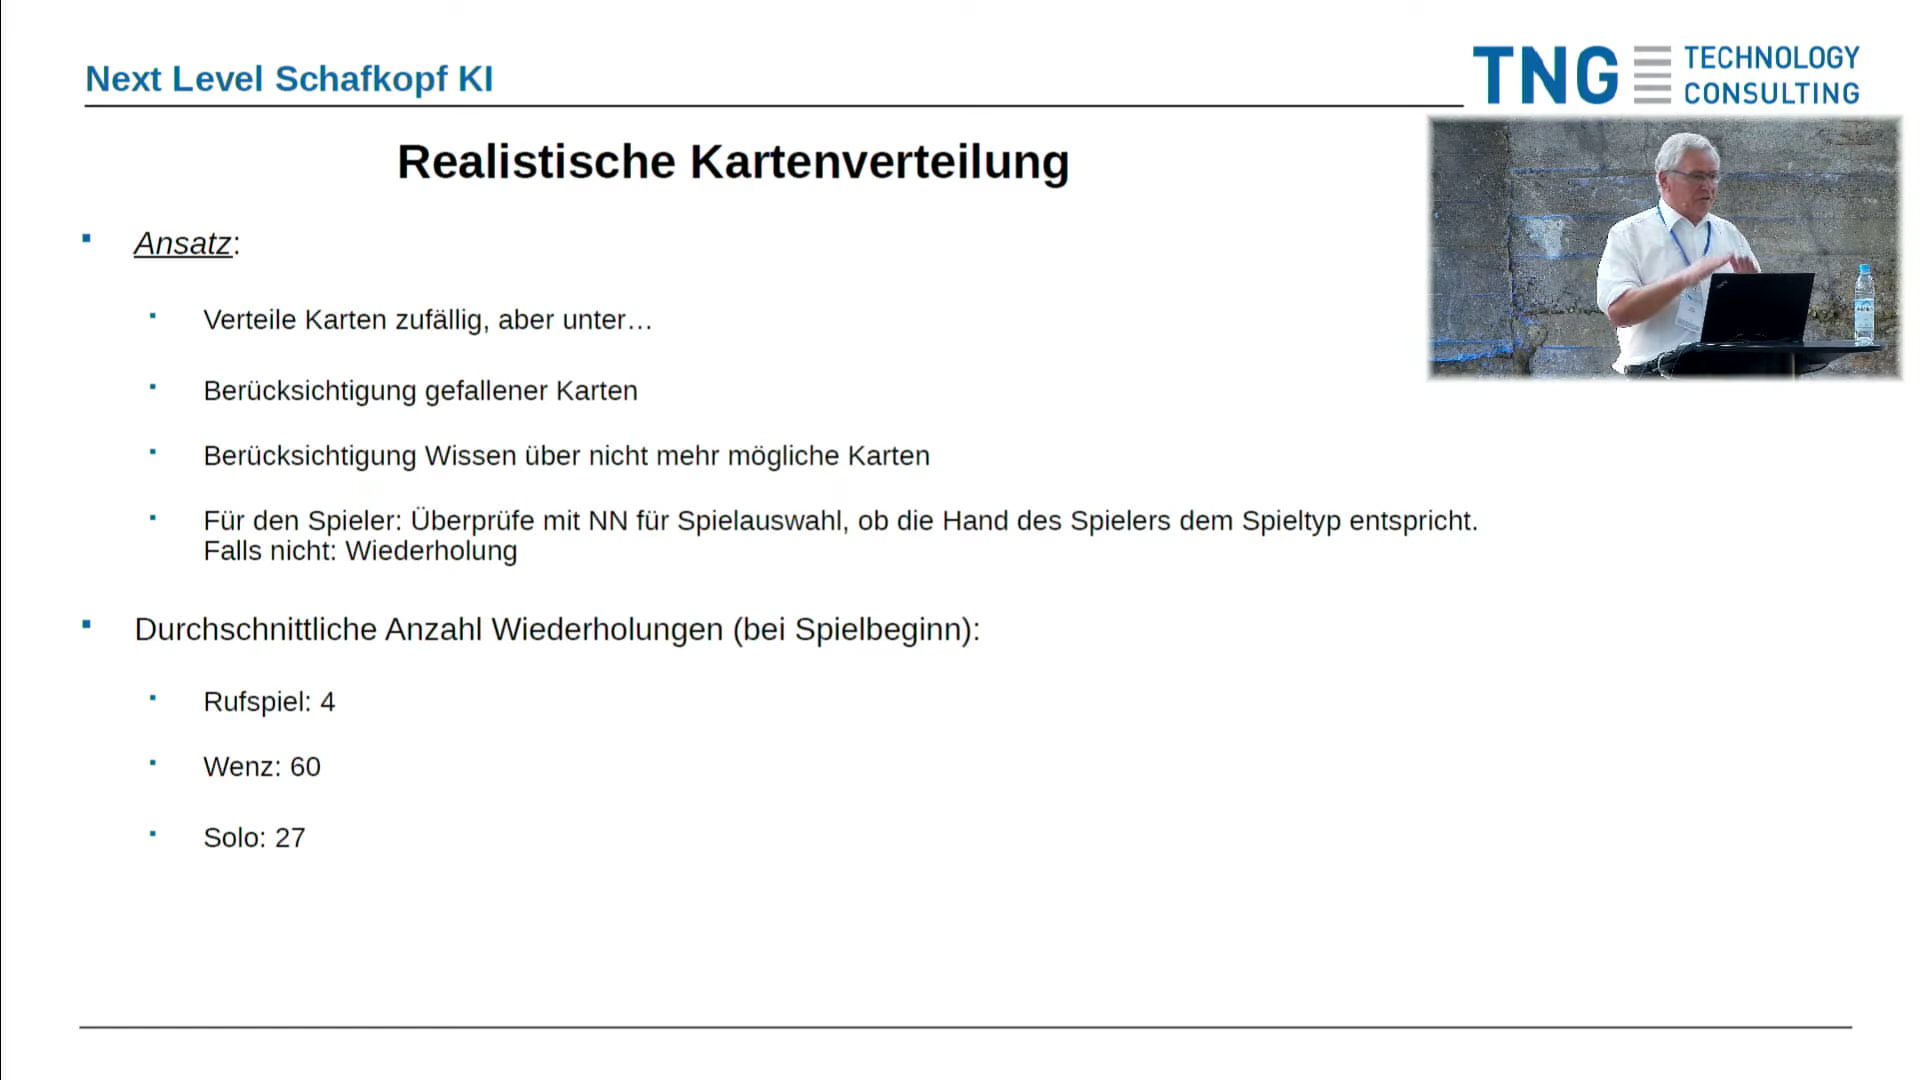 Next Level Schafkopf KI
TNG TECHNOLOGY
CONSULTING
Realistische Kartenverteilung
Ansatz:
Verteile Karten zufällig, aber unter…
Berücksichtigung gefallener Karten
Berücksichtigung Wissen über nicht mehr mögliche Karten
Für den Spieler: Überprüfe mit NN für Spielauswahl, ob die Hand des Spielers dem Spieltyp entspricht.
Falls nicht: Wiederholung
Durchschnittliche Anzahl Wiederholungen (bei Spielbeginn):
Rufspiel: 4
Wenz: 60
Solo: 27